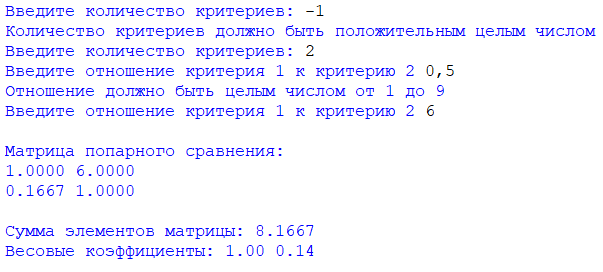 Введите количество критериев: -1
Количество критериев должно быть положительным целым числом
Введите количество критериев: 2
Введите отношение критерия 1 к критерию 2 0,5
Отношение должно быть целым числом от 1 до 9
Введите отношение критерия 1 к критерию 2 6
Матрица попарного сравнения:
1.0000 6.0000
0.1667 1.0000
Сумма элементов матрицы: 8.1667
Весовые коэффициенты: 1.00 0.14